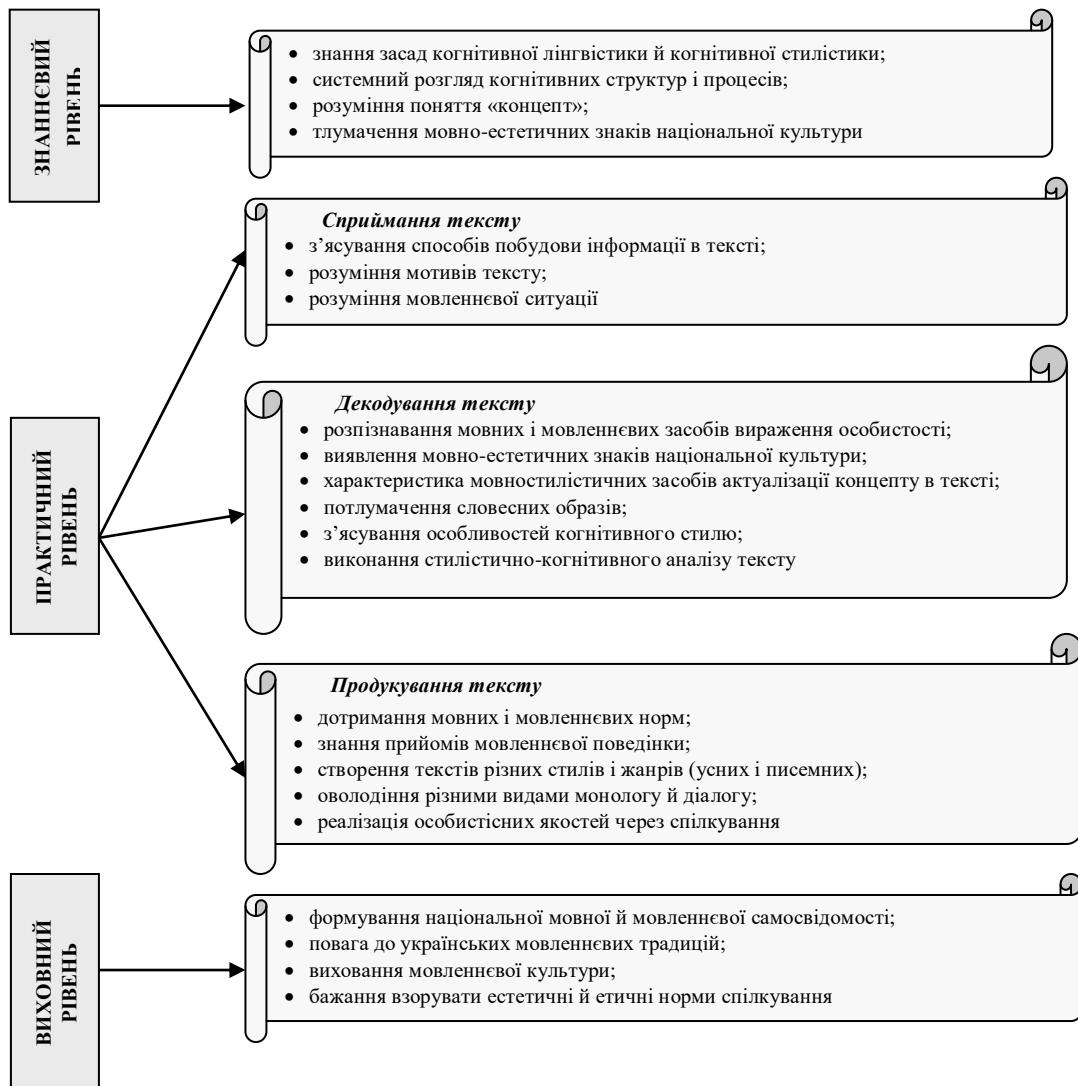 ЗНАННЄВИЙ
РІВЕНЬ
• знання засад когнітивної лінгвістики й когнітивної стилістики;
• системний розгляд когнітивних структур і процесів;
• розуміння поняття «концепт»;
• тлумачення мовно-естетичних знаків національної культури
ПРАКТИЧНИЙ
РІВЕНЬ
Сприймання тексту
• з’ясування способів побудови інформації в тексті;
• розуміння мотивів тексту;
• розуміння мовленнєвої ситуації
Декодування тексту
• розпізнавання мовних і мовленнєвих засобів вираження особистості;
• виявлення мовно-естетичних знаків національної культури;
• характеристика мовностилістичних засобів актуалізації концепту в тексті;
• потлумачення словесних образів;
• з’ясування особливостей когнітивного стилю;
• виконання стилістично-когнітивного аналізу тексту
Продукування тексту
• дотримання мовних і мовленнєвих норм;
• знання прийомів мовленнєвої поведінки;
• створення текстів різних стилів і жанрів (усних і писемних);
• оволодіння різними видами монологу й діалогу;
• реалізація особистісних якостей через спілкування
ВИХОВНИЙ
РІВЕНЬ
• формування національної мовної й мовленнєвої самосвідомості;
• повага до українських мовленнєвих традицій;
• виховання мовленнєвої культури;
• бажання взорувати естетичні й етичні норми спілкування